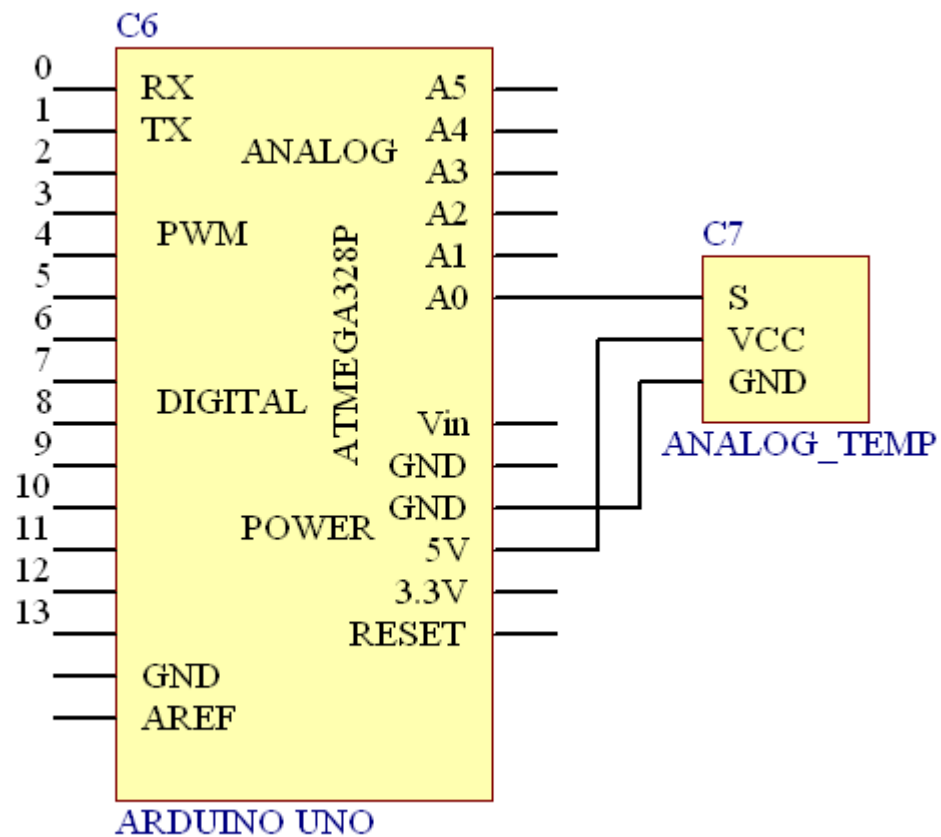 C6
0
RX
A5
1
TX
A4
2
ANALOG
A3
3
A2
4
PWM
A1
5
A0
6
7
8
DIGITAL
ATMEGA328P
Vin
9
GND
10
GND
11
POWER
5V
12
3.3V
13
RESET
GND
AREF
ARDUINO UNO
C7
S
VCC
GND
ANALOG_TEMP